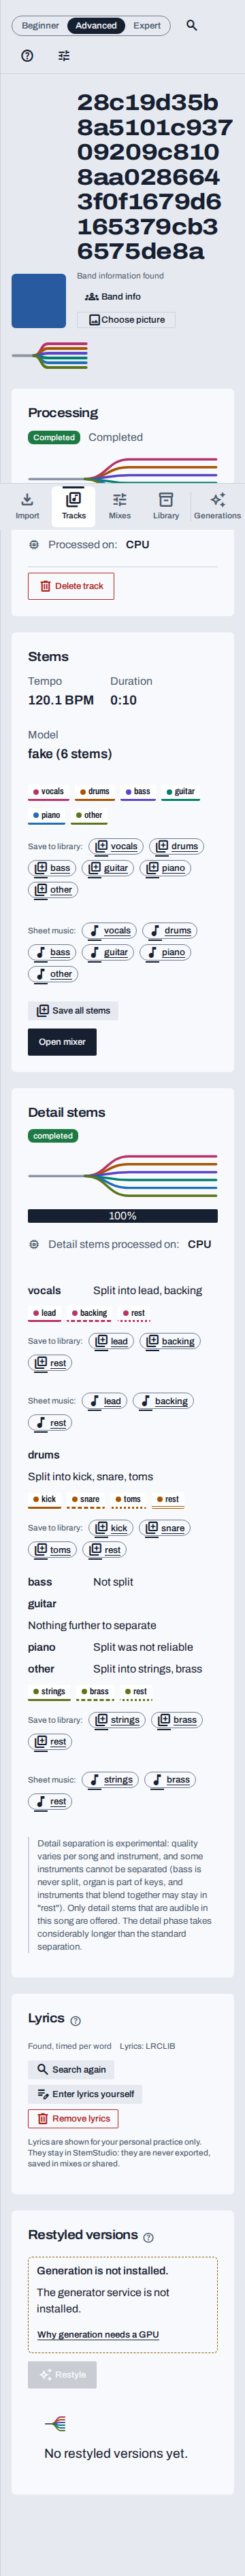 Beginner Advanced Expert
28c19d35b
8a5101c937
09209c810
8aa028664
3f0f1679d6
165379cb3
6575de8a
Band information found
Band info
Choose picture
Processing
Completed Completed
Import Tracks Mixes Library Generations
Processed on: CPU
Delete track
Stems
Tempo Duration
120.1 BPM 0:10
Model
fake (6 stems)
vocals drums bass guitar
piano other
Save to library: vocals drums
bass guitar piano
other
Sheet music: vocals drums
bass guitar piano
other
Save all stems
Open mixer
Detail stems
completed
100%
Detail stems processed on: CPU
vocals Split into lead, backing
lead backing rest
Save to library: lead backing
rest
Sheet music: lead backing
rest
drums
Split into kick, snare, toms
kick snare toms rest
Save to library: kick snare
toms rest
bass Not split
guitar
Nothing further to separate
piano Split was not reliable
other Split into strings, brass
strings brass rest
Save to library: strings brass
rest
Sheet music: strings brass
rest
Detail separation is experimental: quality
varies per song and instrument, and some
instruments cannot be separated (bass is
never split, organ is part of keys, and
instruments that blend together may stay in
"rest"). Only detail stems that are audible in
this song are offered. The detail phase takes
considerably longer than the standard
separation.
Lyrics
Found, timed per word Lyrics: LRCLIB
Search again
Enter lyrics yourself
Remove lyrics
Lyrics are shown for your personal practice only.
They stay in StemStudio: they are never exported,
saved in mixes or shared.
Restyled versions
Generation is not installed.
The generator service is not
installed.
Why generation needs a GPU
Restyle
No restyled versions yet.